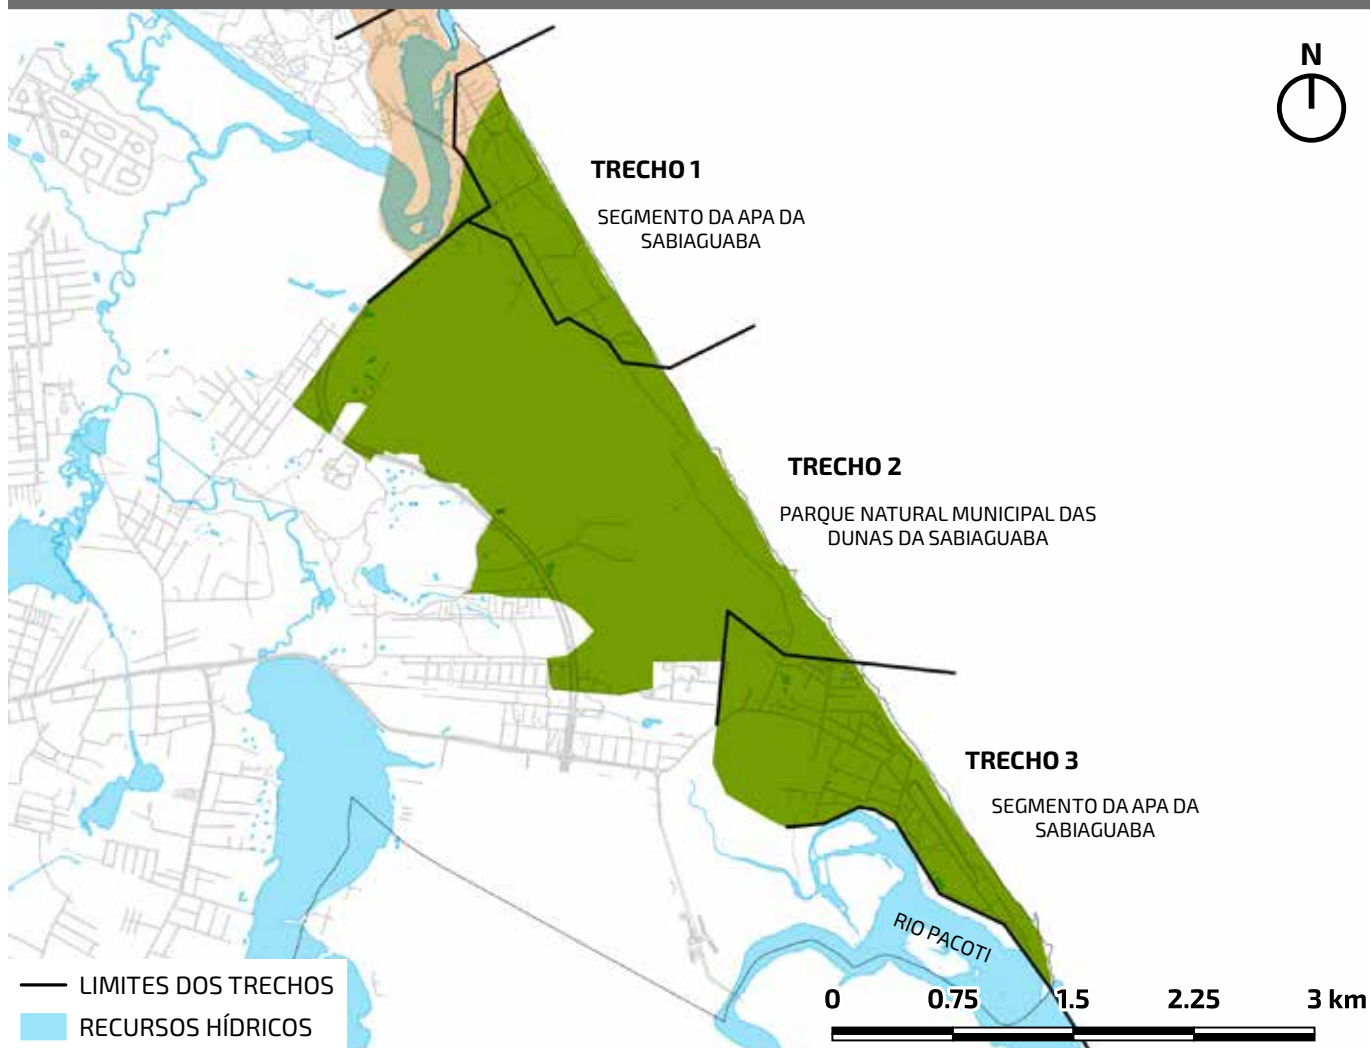 N
TRECHO 1
SEGMENTO DA APA DA
SABIAGUABA
TRECHO 2
PARQUE NATURAL MUNICIPAL DAS
DUNAS DA SABIAGUABA
TRECHO 3
SEGMENTO DA APA DA
SABIAGUABA
RIO PACOTI
LIMITES DOS TRECHOS
RECURSOS HÍDRICOS
0 0.75 1.5 2.25 3 km